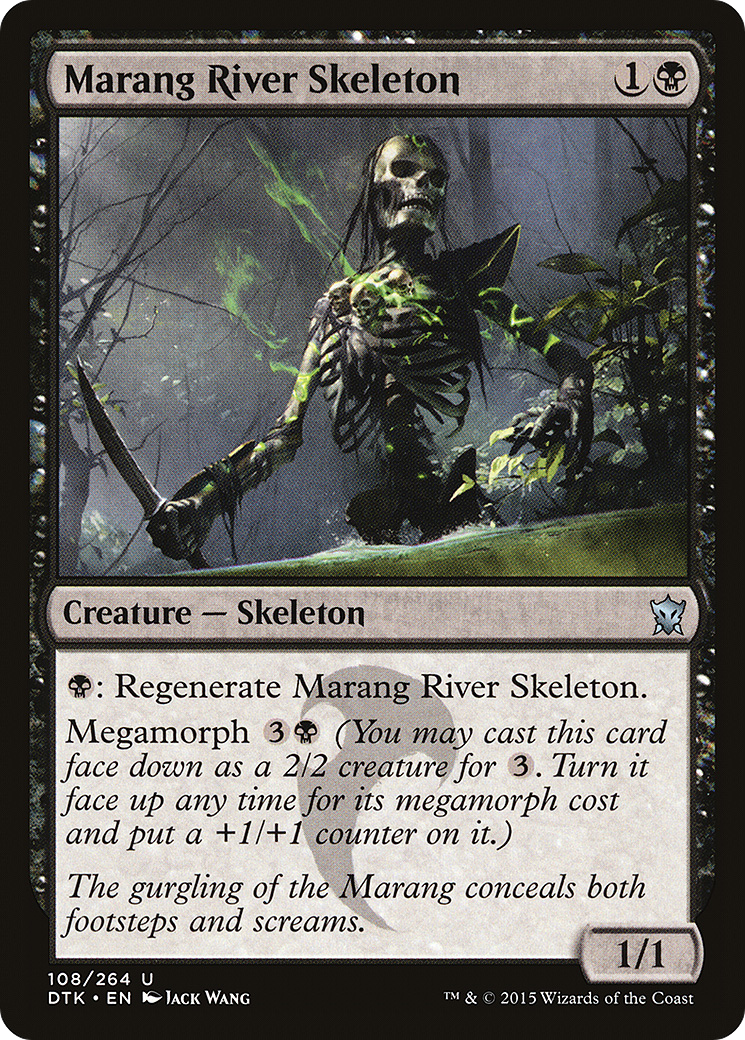 Marang River Skeleton 1
Creature — Skeleton
: Regenerate Marang River Skeleton.
Megamorph 3 (You may cast this card
face down as a 2/2 creature for 3. Turn it
face up any time for its megamorph cost
and put a +1/+1 counter on it.)
The gurgling of the Marang conceals both
footsteps and screams.
1/1
108/264 U
DTK • EN Jack Wang
™ & © 2015 Wizards of the Coast